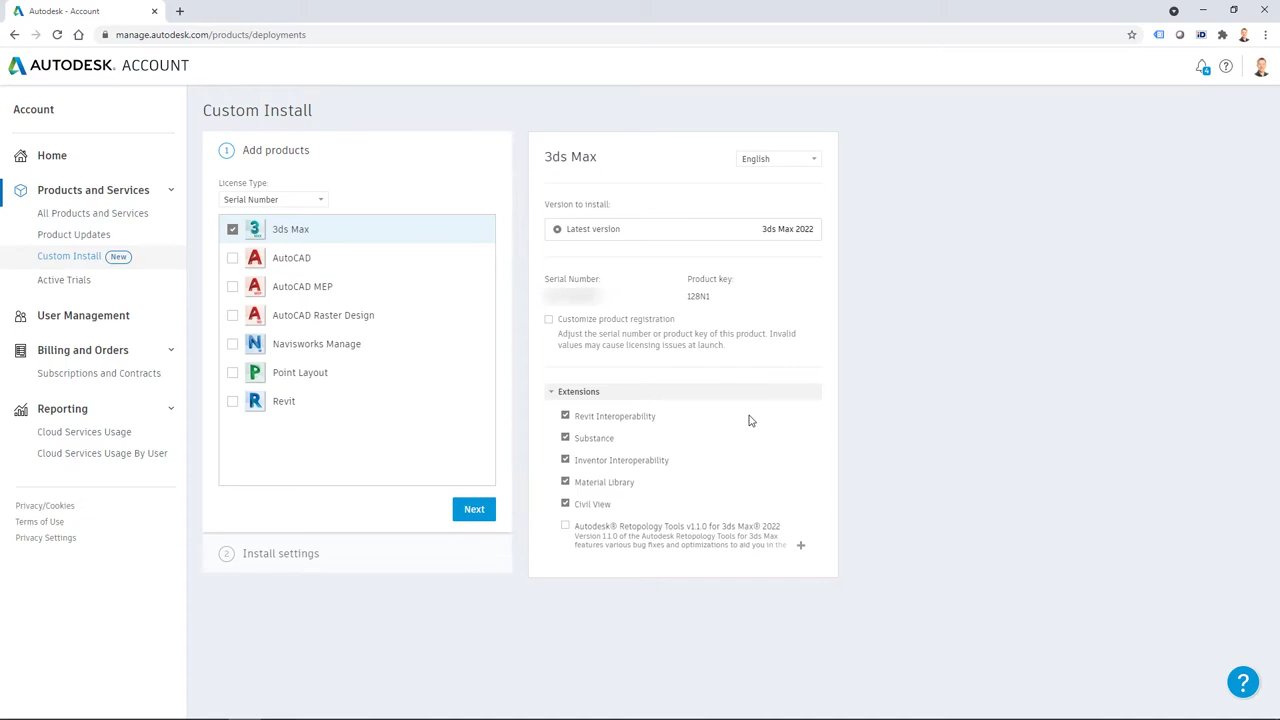 Autodesk - Account
manage.autodesk.com/products/deployments
AUTODESK. ACCOUNT
4
Account
Home
Products and Services
All Products and Services
Product Updates
Custom Install New
Active Trials
User Management
Billing and Orders
Subscriptions and Contracts
Reporting
Cloud Services Usage
Cloud Services Usage By User
Privacy/Cookies
Terms of Use
Privacy Settings
Custom Install
1 Add products
License Type:
Serial Number
3ds Max
AutoCAD
AutoCAD MEP
AutoCAD Raster Design
Navisworks Manage
Point Layout
Revit
Next
2 Install settings
3ds Max
English
Version to install:
Latest version 3ds Max 2022
Serial Number: Product key:
128N1
Customize product registration
Adjust the serial number or product key of this product. Invalid
values may cause licensing issues at launch.
Extensions
Revit Interoperability
Substance
Inventor Interoperability
Material Library
Civil View
Autodesk® Retopology Tools v1.1.0 for 3ds Max® 2022
Version 1.1.0 of the Autodesk Retopology Tools for 3ds Max
features various bug fixes and optimizations to aid you in the
?